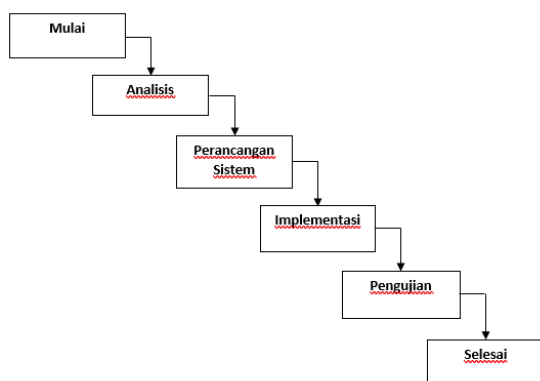 Mulai
Analisis
Perancangan
Sistem
Implementasi
Pengujian
Selesai